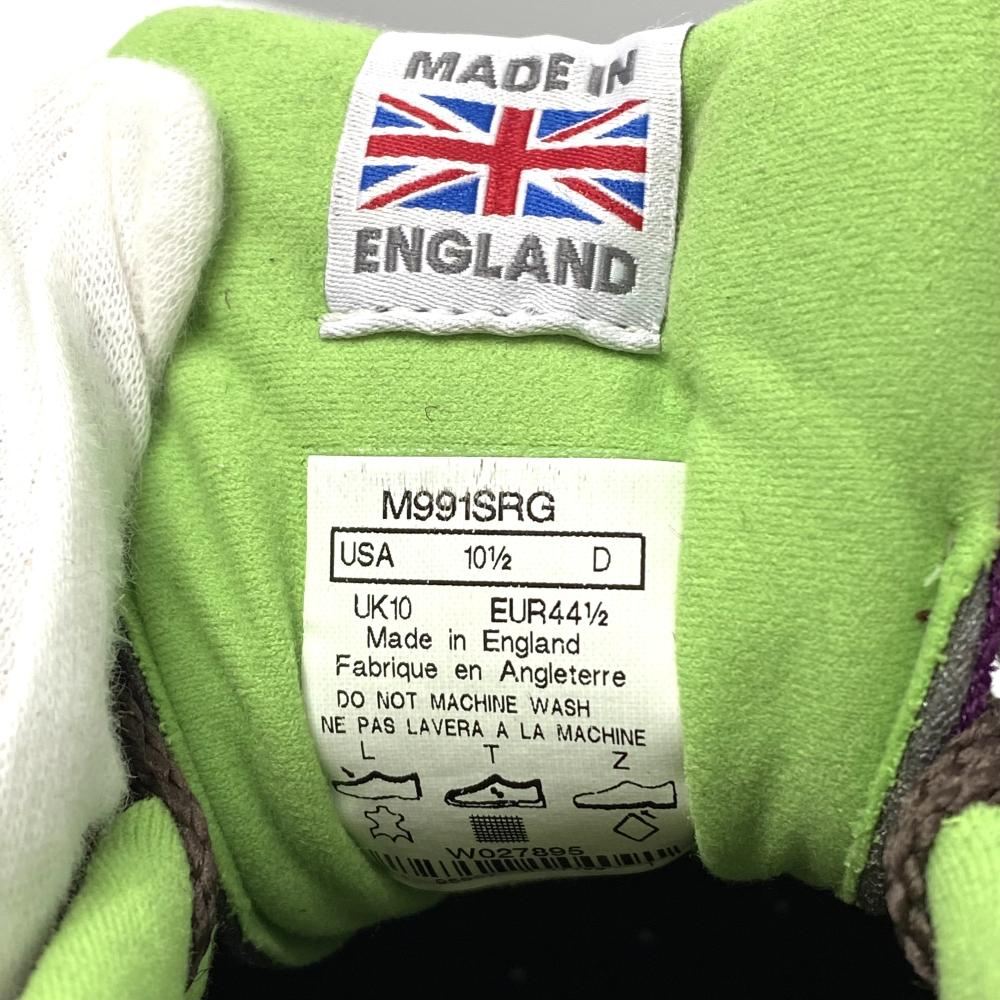 MADE IN
ENGLAND
M991SRG
USA 10½ D
UK10 EUR44½
Made in England
Fabrique en Angleterre
DO NOT MACHINE WASH
NE PAS LAVERA A LA MACHINE
L T Z
W027895